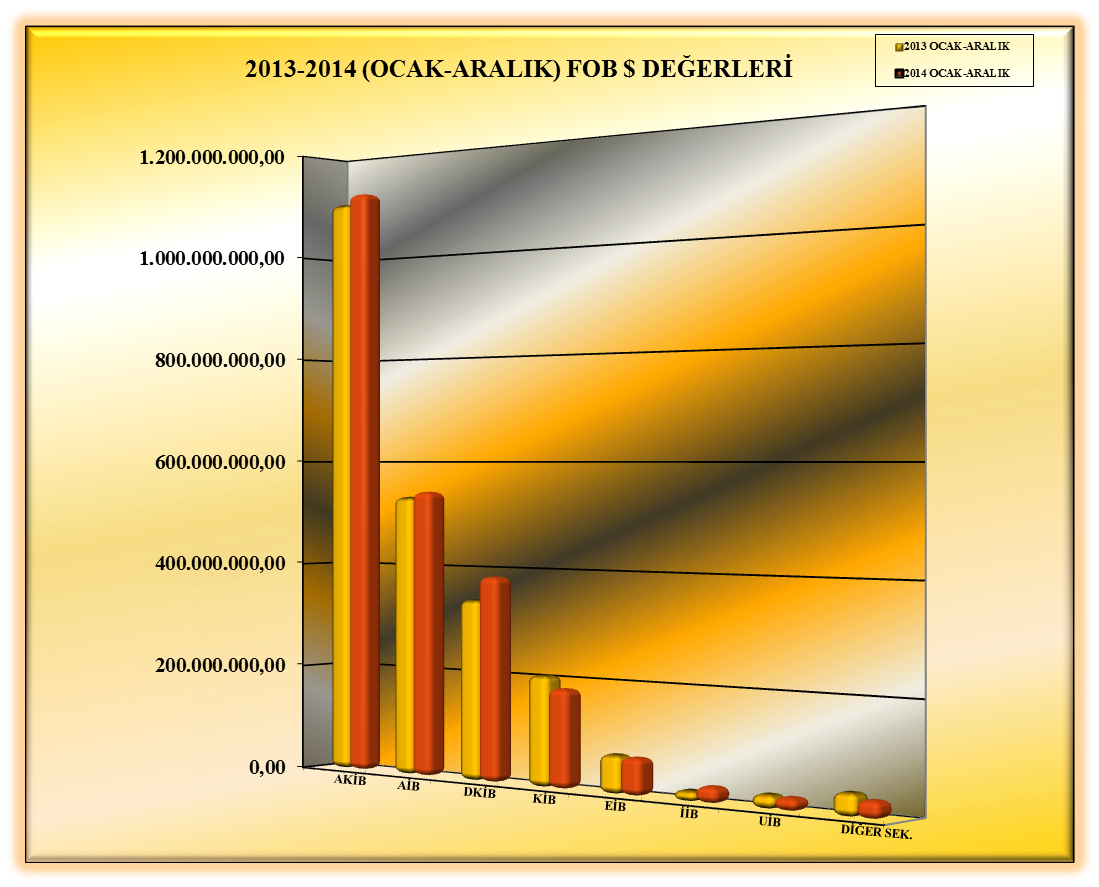 2013-2014 (OCAK-ARALIK) FOB $ DEĞERLERİ
2013 OCAK-ARALIK
2014 OCAK-ARALIK
1.200.000.000,00
1.000.000.000,00
800.000.000,00
600.000.000,00
400.000.000,00
200.000.000,00
0,00
AKİB
AİB
DKİB
KİB
EİB
İİB
UİB
DİĞER SEK.